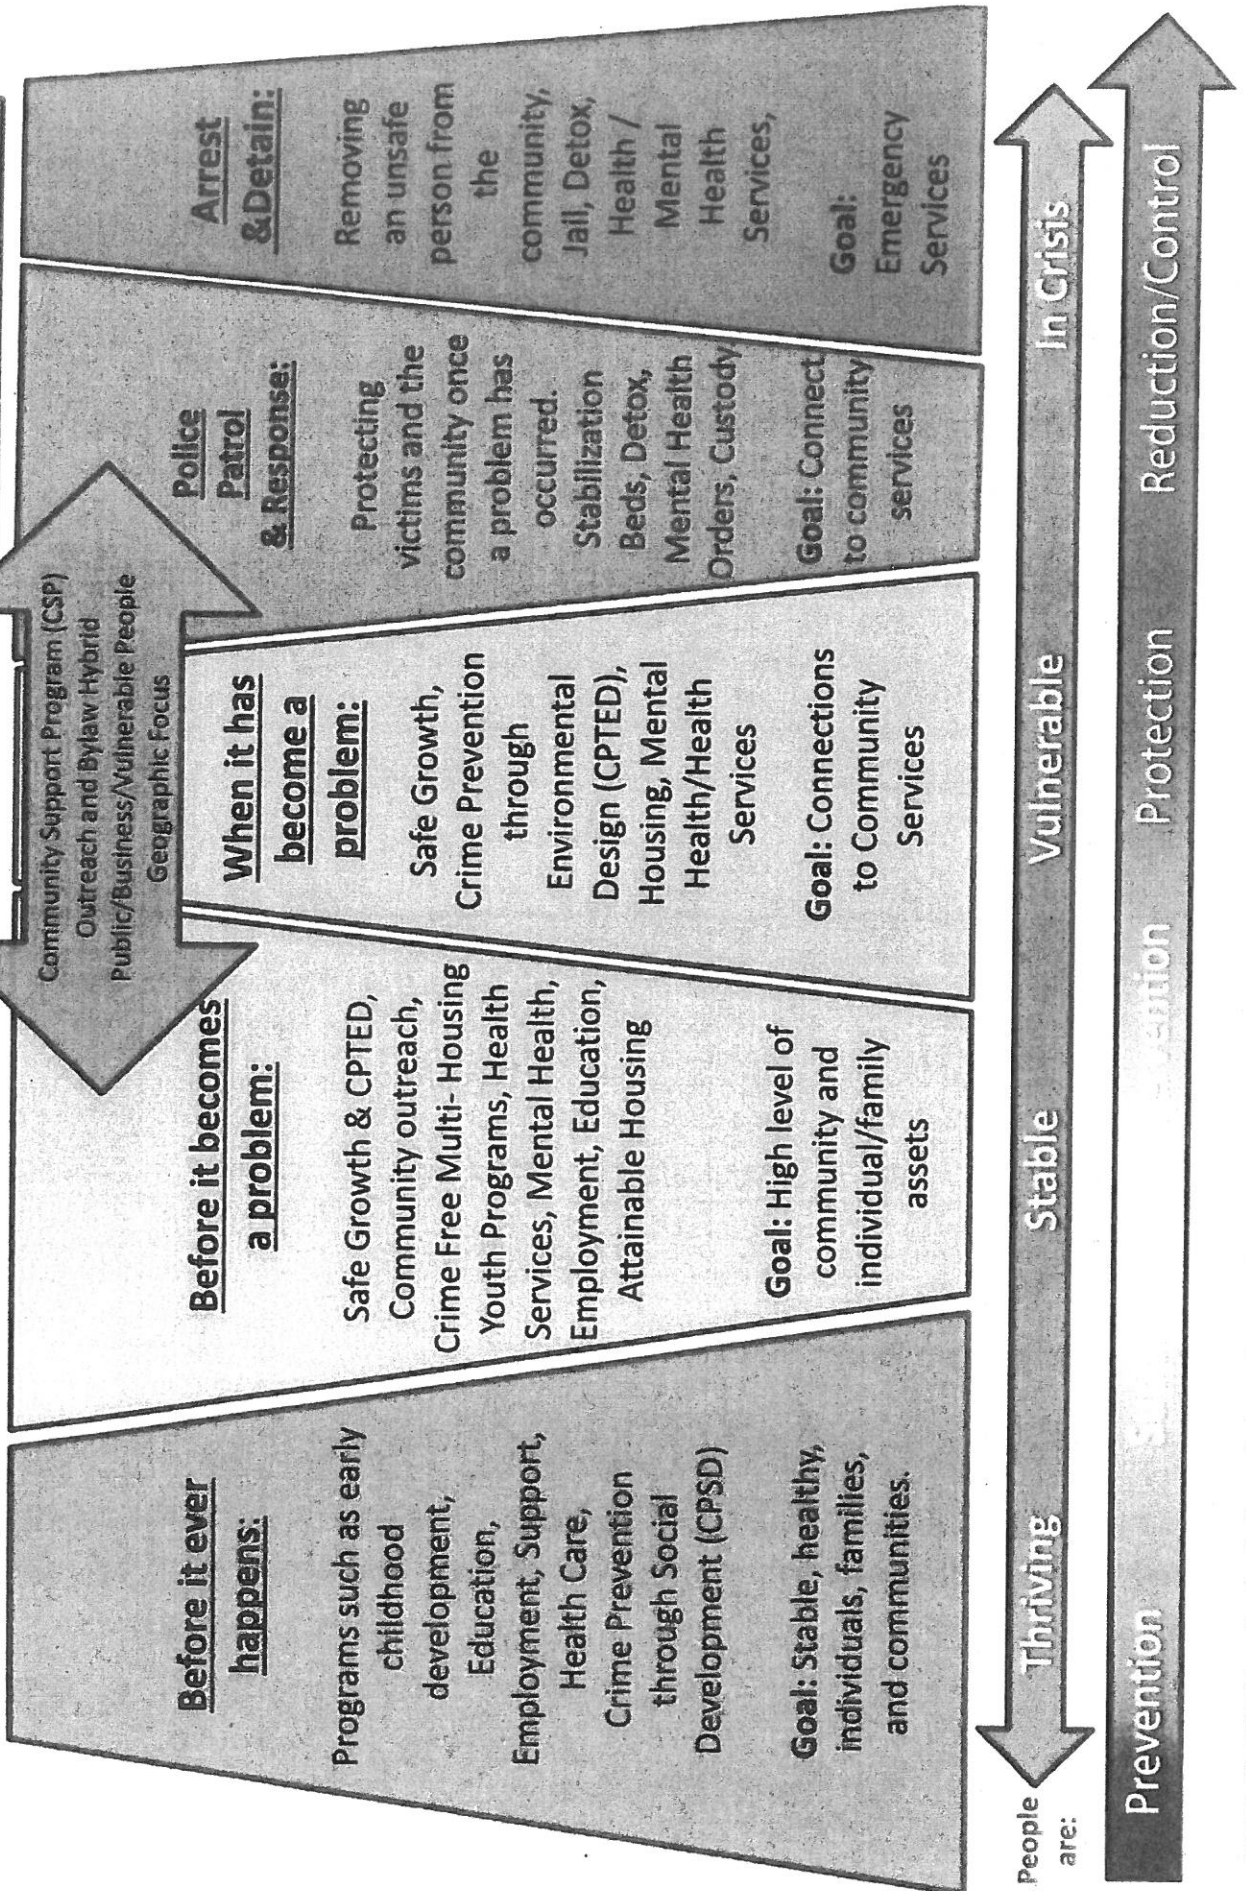 Community Support Program (CSP)
Outreach and Bylaw Hybrid
Public/Business/Vulnerable People
Geographic Focus
Before it ever
happens:
Programs such as early
childhood
development,
Education,
Employment, Support,
Health Care,
Crime Prevention
through Social
Development (CPSD)
Goal: Stable, healthy,
individuals, families,
and communities.
Before it becomes
a problem:
Safe Growth & CPTED,
Community outreach,
Crime Free Multi- Housing
Youth Programs, Health
Services, Mental Health,
Employment, Education,
Attainable Housing
Goal: High level of
community and
individual/family
assets
When it has
become a
problem:
Safe Growth,
Crime Prevention
through
Environmental
Design (CPTED),
Housing, Mental
Health/Health
Services
Goal: Connections
to Community
Services
Police
Patrol
& Response:
Protecting
victims and the
community once
a problem has
occurred.
Stabilization
Beds, Detox,
Mental Health
Orders, Custody
Goal: Connect
to community
services
Arrest
&Detain:
Removing
an unsafe
person from
the
community,
Jail, Detox,
Health /
Mental
Health
Services,
Goal:
Emergency
Services
People
are:
Thriving Stable Vulnerable In Crisis
Prevention Protection Reduction/Control